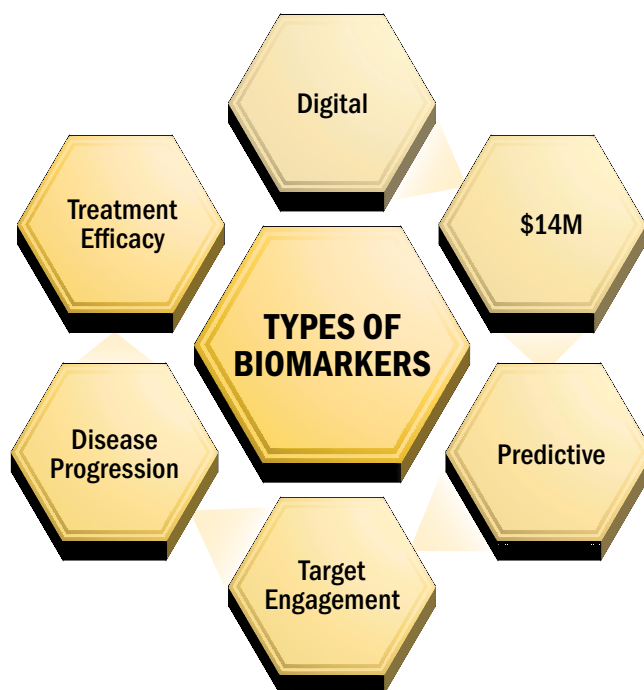 Digital
$14M
Predictive
Target
Engagement
Disease
Progression
Treatment
Efficacy
TYPES OF
BIOMARKERS